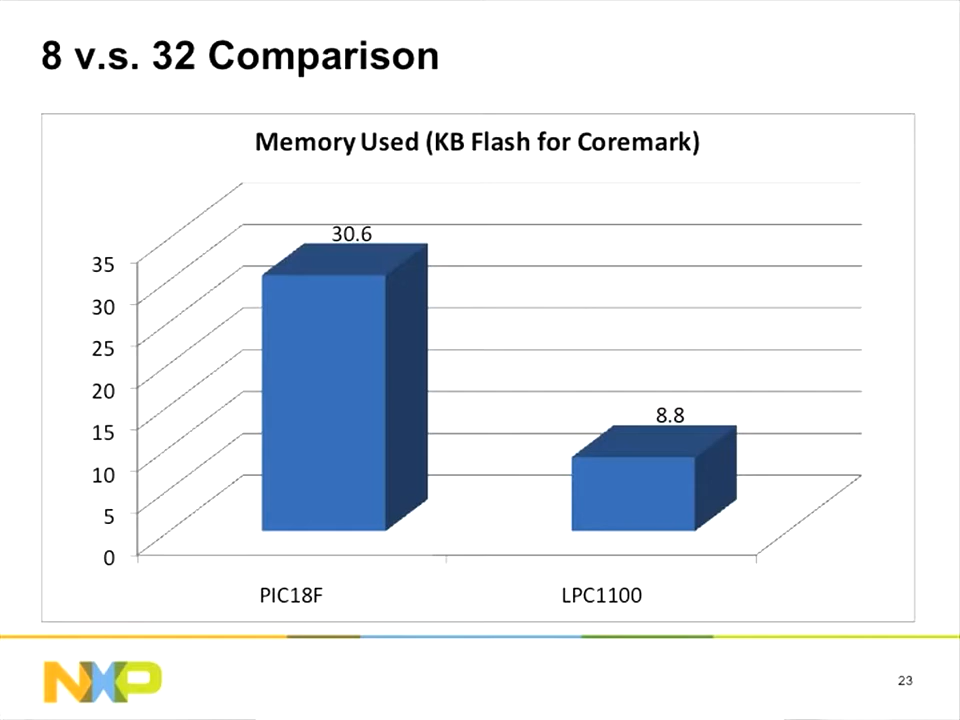 8 v.s. 32 Comparison
Memory Used (KB Flash for Coremark)
30.6
35
30
25
20
8.8
15
10
5
0
PIC18F LPC1100
NXP
23